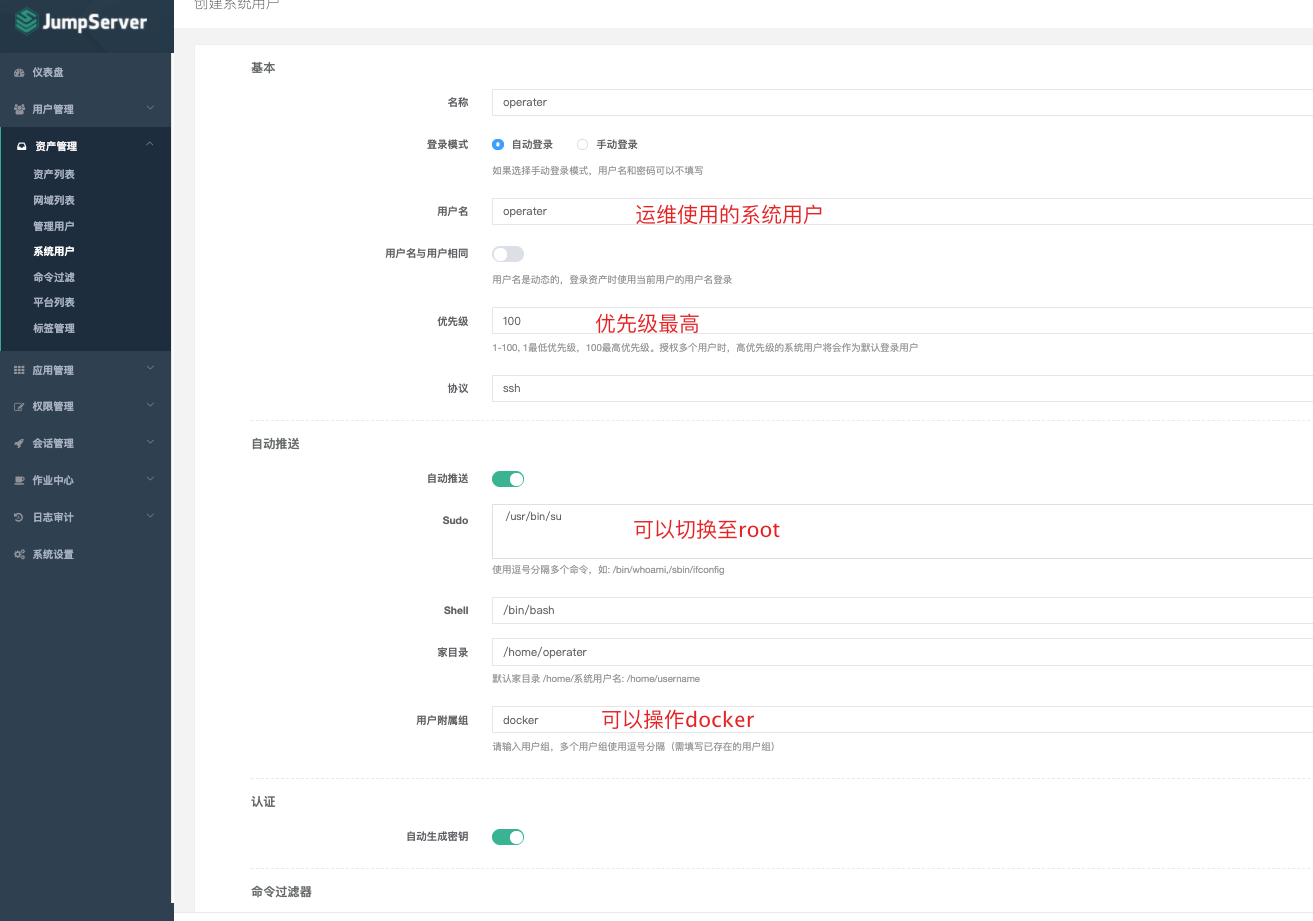 JumpServer
创建系统用户
仪表盘
用户管理
资产管理
资产列表
网域列表
管理用户
系统用户
命令过滤
平台列表
标签管理
应用管理
权限管理
会话管理
作业中心
日志审计
系统设置
基本
名称 operater
登录模式 自动登录 手动登录
如果选择手动登录模式，用户名和密码可以不填写
用户名 operater 运维使用的系统用户
用户名与用户相同
用户名是动态的，登录资产时使用当前用户的用户名登录
优先级 100 优先级最高
1-100, 1最低优先级，100最高优先级。授权多个用户时，高优先级的系统用户将会作为默认登录用户
协议 ssh
自动推送
自动推送
Sudo /usr/bin/su 可以切换至root
使用逗号分隔多个命令，如: /bin/whoami,/sbin/ifconfig
Shell /bin/bash
家目录 /home/operater
默认家目录 /home/系统用户名: /home/username
用户附属组 docker 可以操作docker
请输入用户组，多个用户组使用逗号分隔（需填写已存在的用户组）
认证
自动生成密钥
命令过滤器